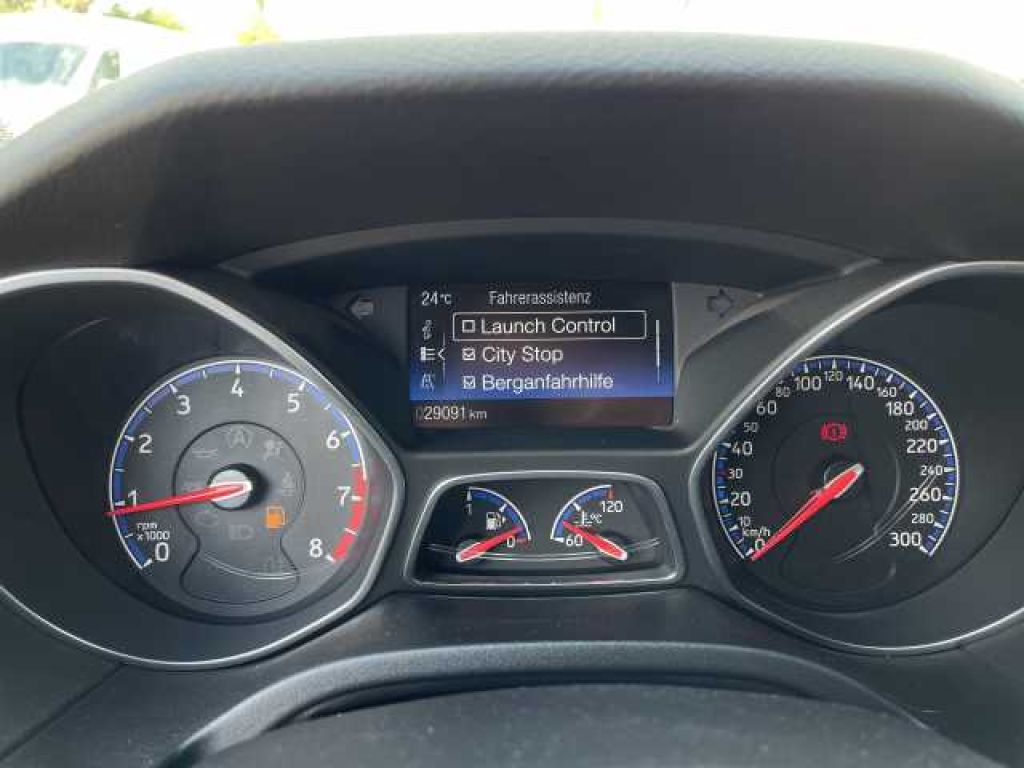 24°C Fahrerassistenz
Launch Control
City Stop
Berganfahrhilfe
029091 km
0 1 2 3 4 5 6 7 8
rpm
x1000
A
1 0
60 120
°C
0 10 20 30 40 50 60 80 100 120 140 160 180 200 220 240 260 280 300
km/h